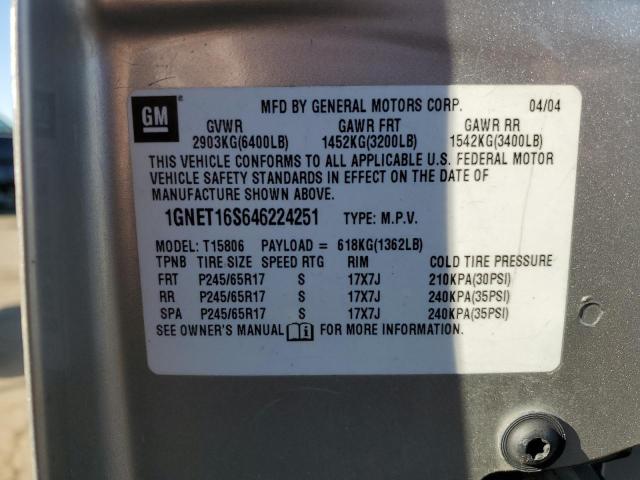 GM MFD BY GENERAL MOTORS CORP. 04/04
GVWR GAWR FRT GAWR RR
2903KG(6400LB) 1452KG(3200LB) 1542KG(3400LB)
THIS VEHICLE CONFORMS TO ALL APPLICABLE U.S. FEDERAL MOTOR
VEHICLE SAFETY STANDARDS IN EFFECT ON THE DATE OF
MANUFACTURE SHOWN ABOVE.
1GNET16S646224251 TYPE: M.P.V.
MODEL: T15806 PAYLOAD = 618KG(1362LB)
TPNB TIRE SIZE SPEED RTG RIM COLD TIRE PRESSURE
FRT P245/65R17 S 17X7J 210KPA(30PSI)
RR P245/65R17 S 17X7J 240KPA(35PSI)
SPA P245/65R17 S 17X7J 240KPA(35PSI)
SEE OWNER'S MANUAL FOR MORE INFORMATION.